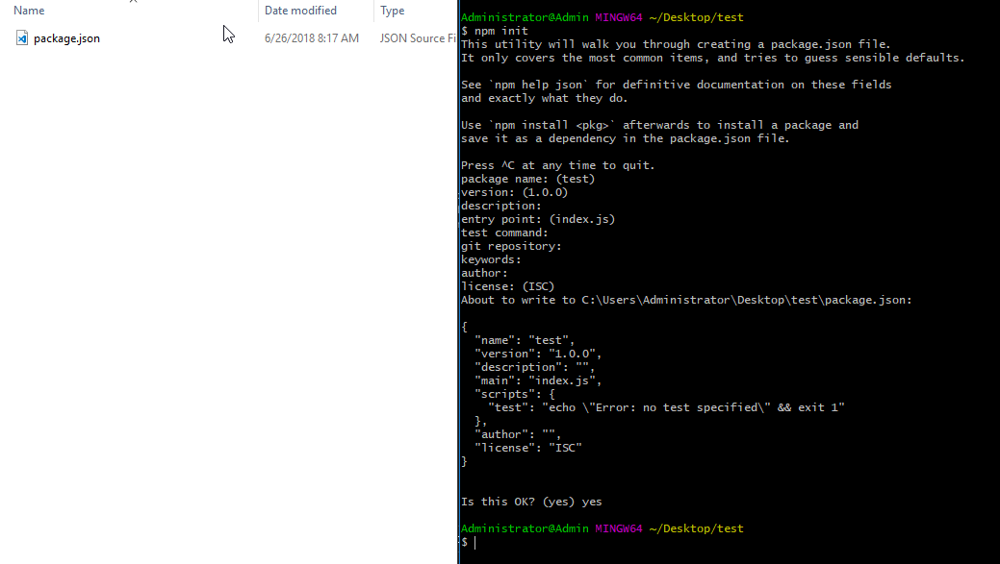 Name
Date modified
Type
package.json
6/26/2018 8:17 AM
JSON Source Fi
Administrator@Admin MINGW64 ~/Desktop/test
$ npm init
This utility will walk you through creating a package.json file.
It only covers the most common items, and tries to guess sensible defaults.
See `npm help json` for definitive documentation on these fields
and exactly what they do.
Use `npm install <pkg>` afterwards to install a package and
save it as a dependency in the package.json file.
Press ^C at any time to quit.
package name: (test)
version: (1.0.0)
description:
entry point: (index.js)
test command:
git repository:
keywords:
author:
license: (ISC)
About to write to C:\Users\Administrator\Desktop\test\package.json:
{
  "name": "test",
  "version": "1.0.0",
  "description": "",
  "main": "index.js",
  "scripts": {
    "test": "echo \"Error: no test specified\" && exit 1"
  },
  "author": "",
  "license": "ISC"
}
Is this OK? (yes) yes
Administrator@Admin MINGW64 ~/Desktop/test
$